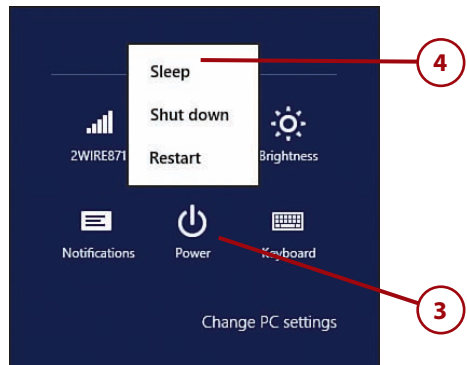 Sleep
4
Shut down
Restart
2WIRE871
Brightness
Notifications
Power
Keyboard
3
Change PC settings